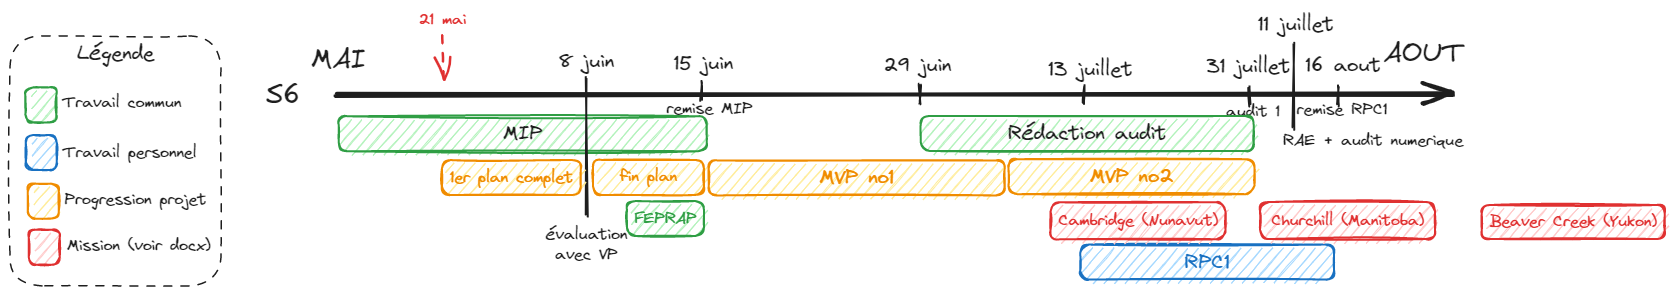 Légende
Travail commun
Travail personnel
Progression projet
Mission (voir docx)
21 mai
MAI
S6
8 juin
15 juin
29 juin
13 juillet
31 juillet
11 juillet
16 aout
AOUT
remise MIP
audit 1
remise RPC1
RAE + audit numerique
MIP
Rédaction audit
1er plan complet
fin plan
MVP no1
MVP no2
FEPRAP
évaluation
avec VP
Cambridge (Nunavut)
Churchill (Manitoba)
Beaver Creek (Yukon)
RPC1